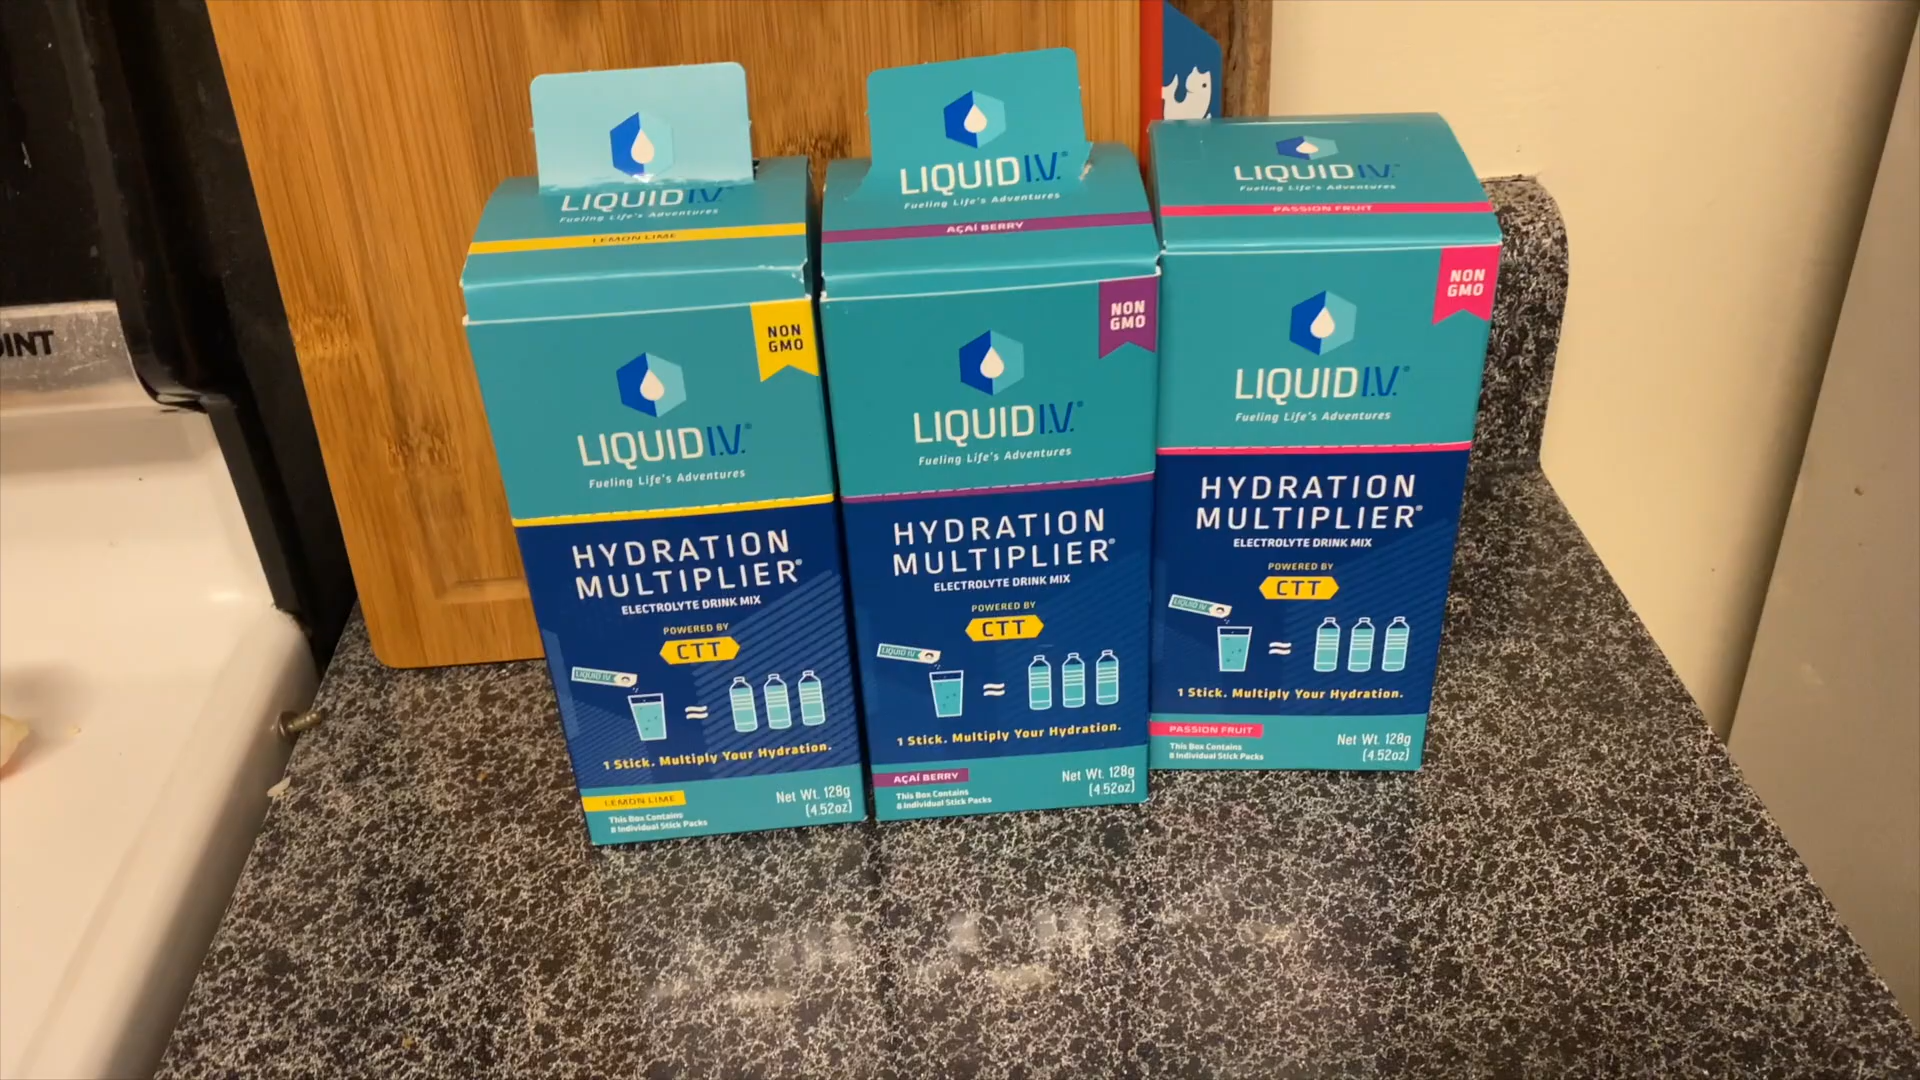 OINT
LIQUID I.V.
Fueling Life's Adventures
LEMON LIME
NON
GMO
LIQUID I.V.®
Fueling Life's Adventures
HYDRATION
MULTIPLIER®
ELECTROLYTE DRINK MIX
POWERED BY
CTT
LIQUID I.V.
≈
1 Stick. Multiply Your Hydration.
LEMON LIME
This Box Contains
8 Individual Stick Packs
Net Wt. 128g
(4.52oz)
LIQUID I.V.®
Fueling Life's Adventures
AÇAÍ BERRY
NON
GMO
LIQUID I.V.®
Fueling Life's Adventures
HYDRATION
MULTIPLIER®
ELECTROLYTE DRINK MIX
POWERED BY
CTT
LIQUID I.V.
≈
1 Stick. Multiply Your Hydration.
AÇAÍ BERRY
This Box Contains
8 Individual Stick Packs
Net Wt. 128g
(4.52oz)
LIQUID I.V.®
Fueling Life's Adventures
PASSION FRUIT
NON
GMO
LIQUID I.V.®
Fueling Life's Adventures
HYDRATION
MULTIPLIER®
ELECTROLYTE DRINK MIX
POWERED BY
CTT
LIQUID I.V.
≈
1 Stick. Multiply Your Hydration.
PASSION FRUIT
This Box Contains
8 Individual Stick Packs
Net Wt. 128g
(4.52oz)